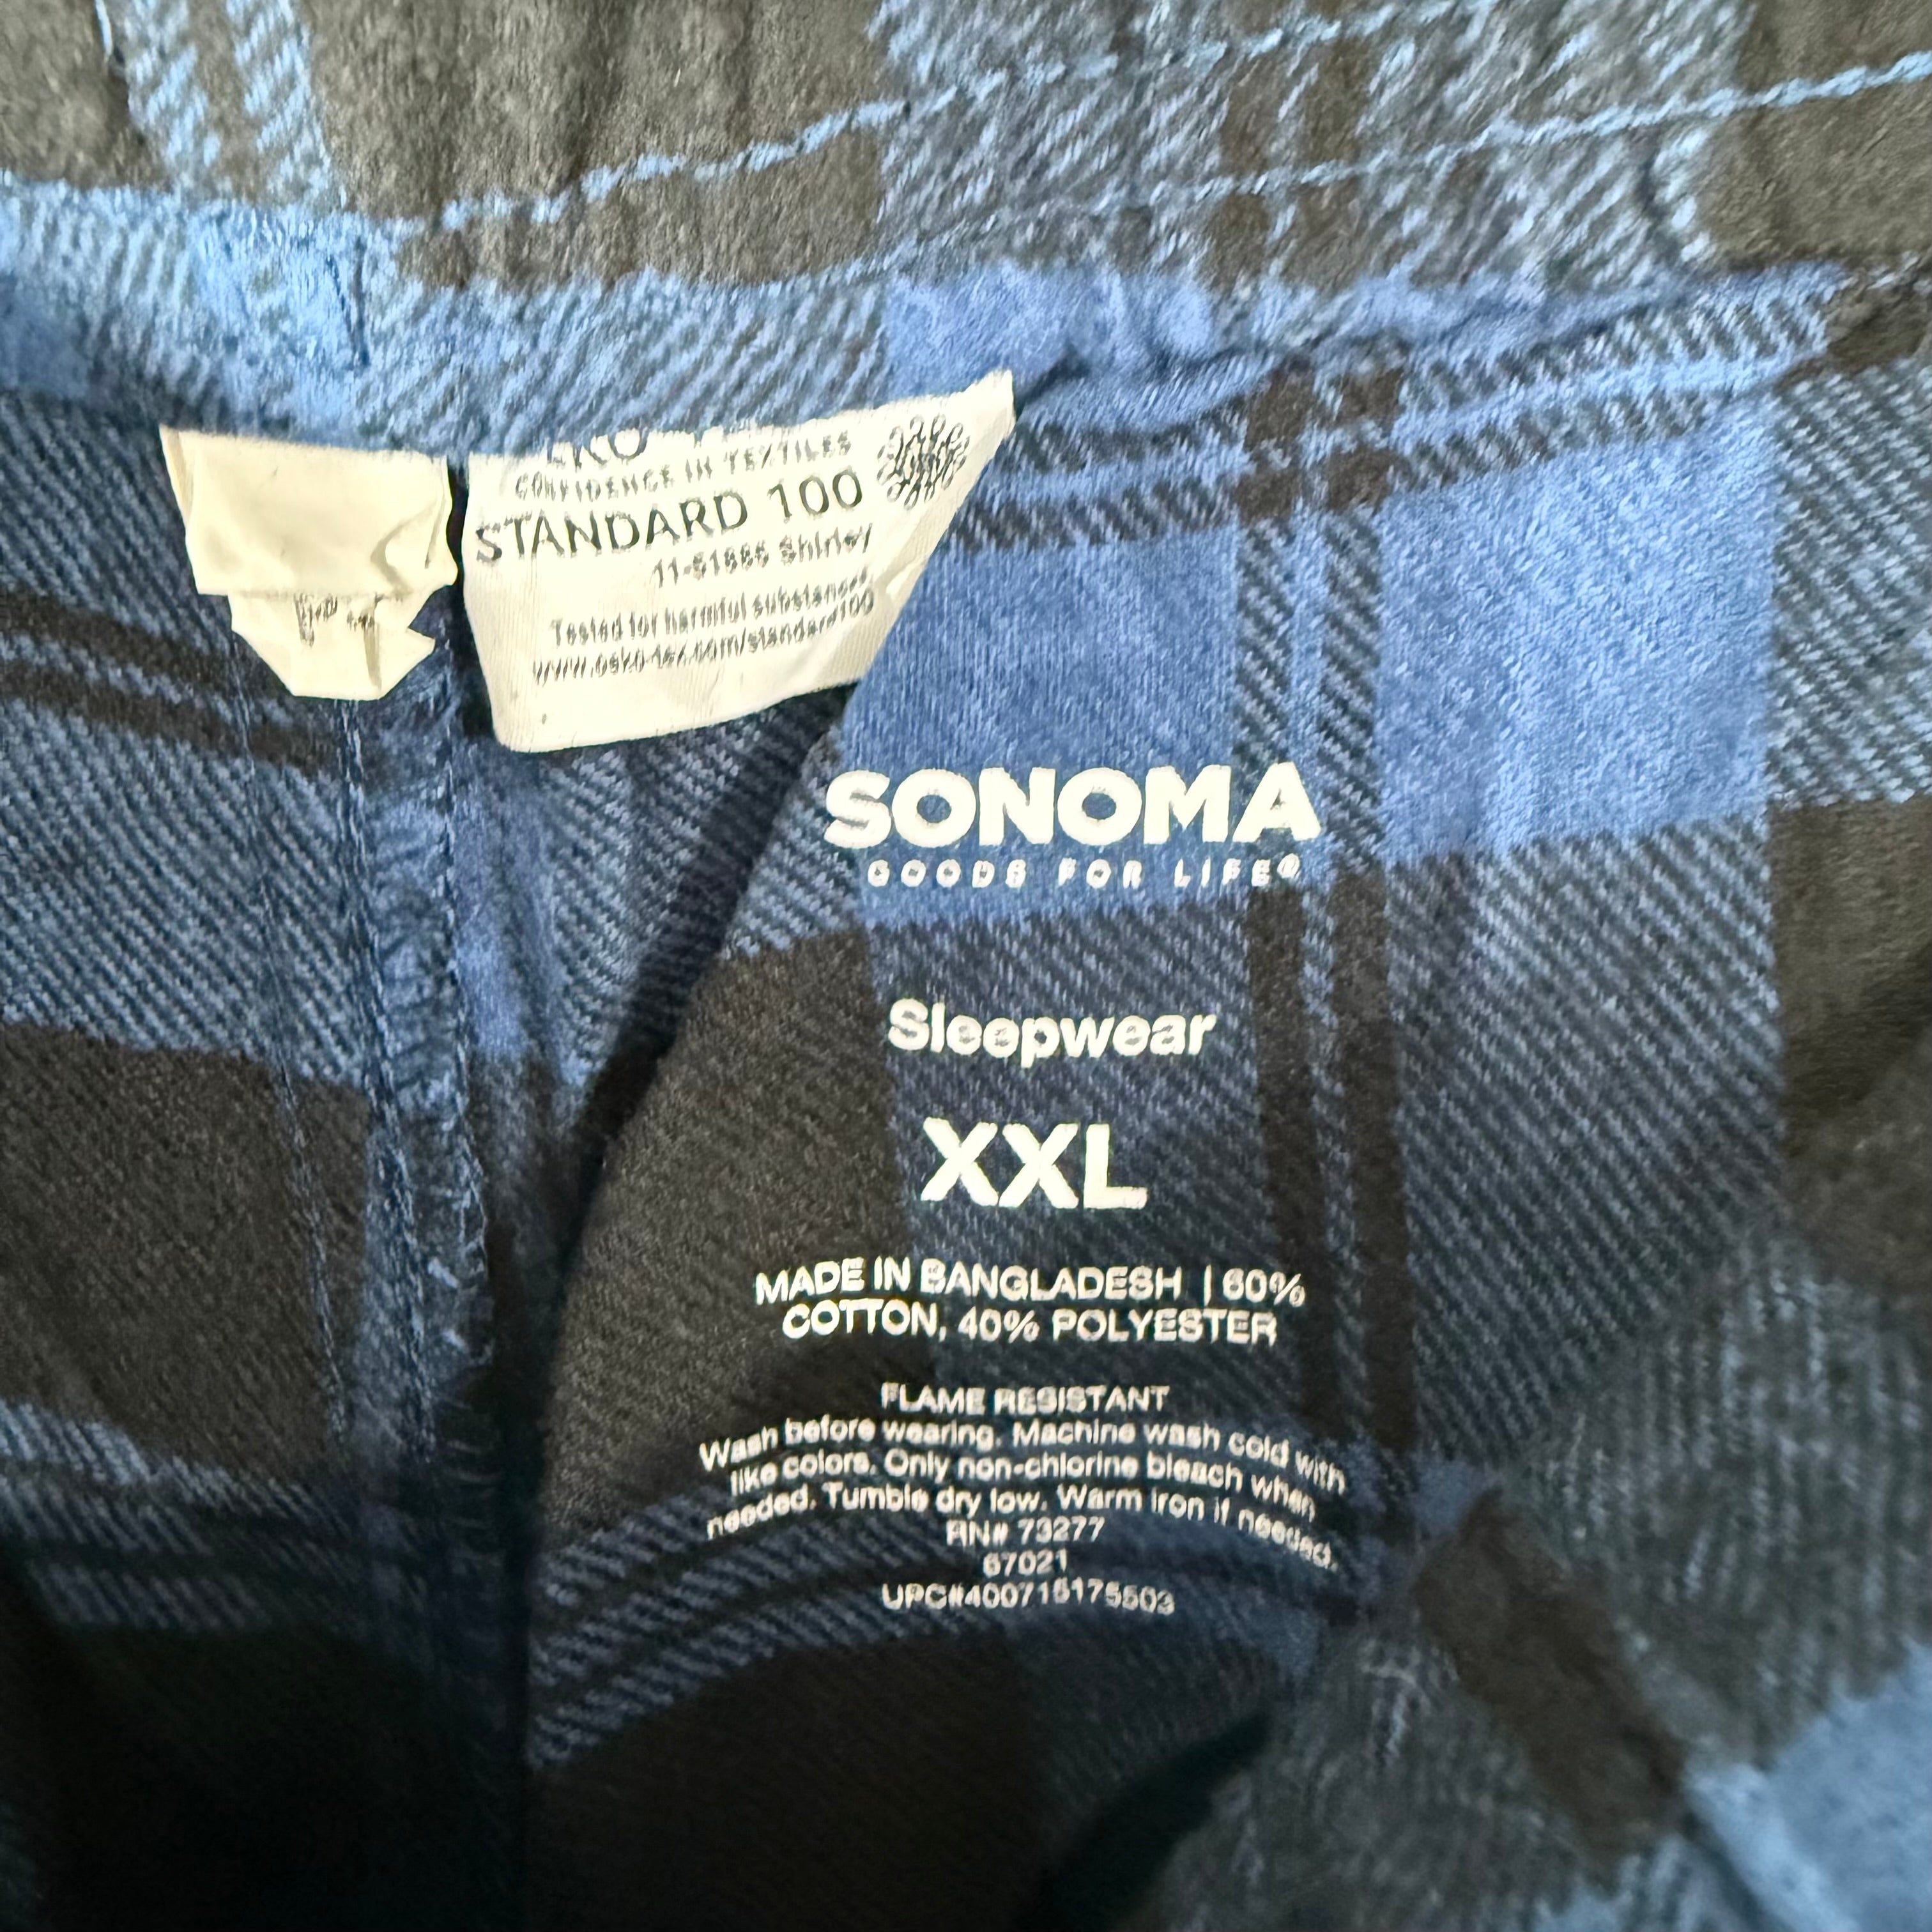 CONFIDENCE IN TEXTILES
STANDARD 100
Shirley
Tested for harmful substances
www.oeko-tex.com/standard100
SONOMA
GOODS FOR LIFE®
Sleepwear
XXL
MADE IN BANGLADESH | 60%
COTTON, 40% POLYESTER
FLAME RESISTANT
Wash before wearing. Machine wash cold with
like colors. Only non-chlorine bleach when
needed. Tumble dry low. Warm iron if needed.
RN# 73277
67021
UPC#400715175503